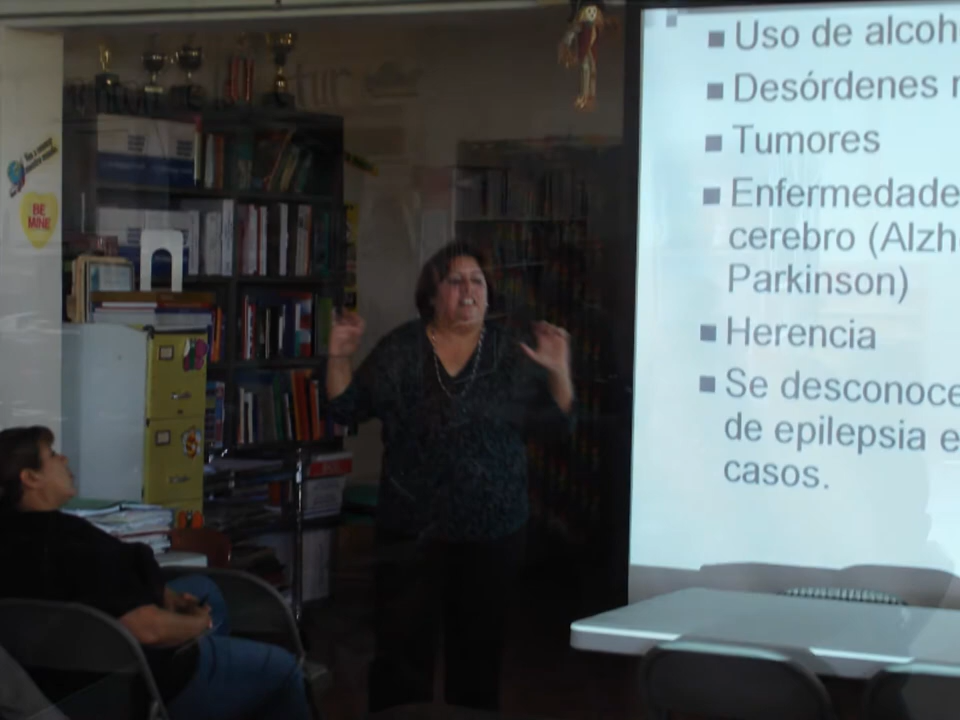 Uso de alcoh
Desórdenes
Tumores
Enfermedade
cerebro (Alzh
Parkinson)
Herencia
Se desconoce
de epilepsia e
casos.
BE
MINE